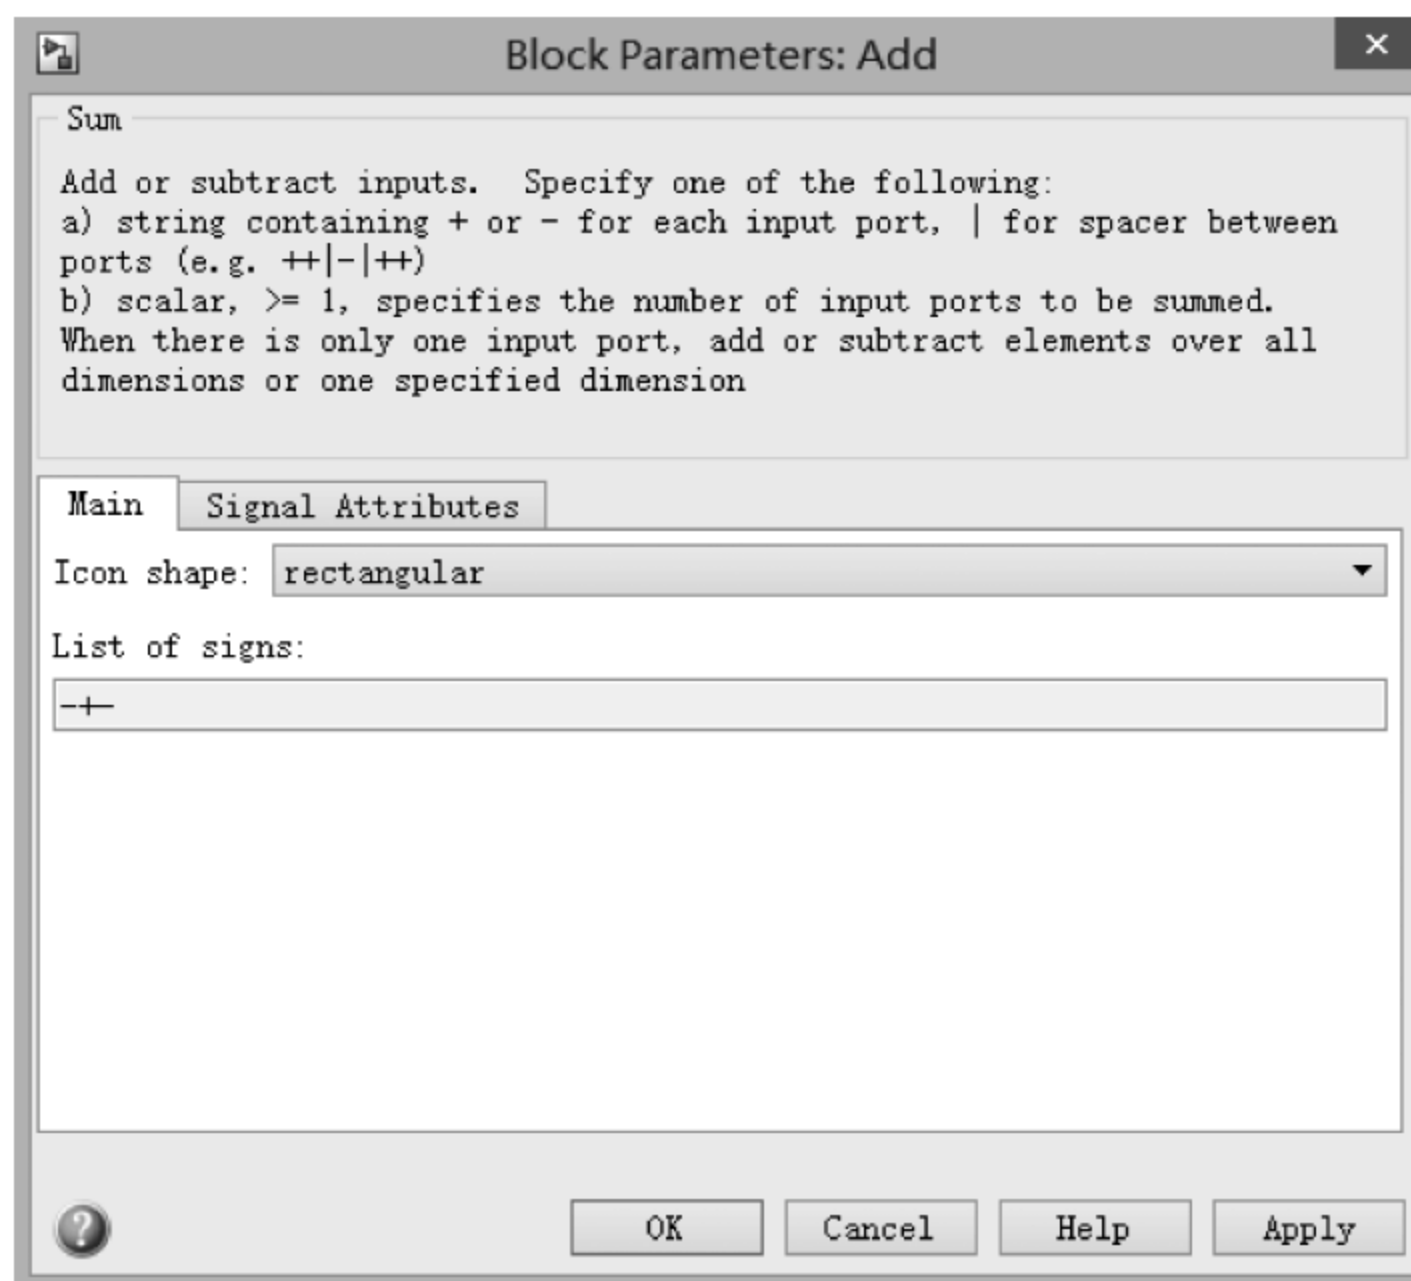 Block Parameters: Add
Sum
Add or subtract inputs. Specify one of the following:
a) string containing + or - for each input port, | for spacer between
ports (e.g. ++|-|++)
b) scalar, >= 1, specifies the number of input ports to be summed.
When there is only one input port, add or subtract elements over all
dimensions or one specified dimension
Main Signal Attributes
Icon shape: rectangular
List of signs:
-+-
? OK Cancel Help Apply